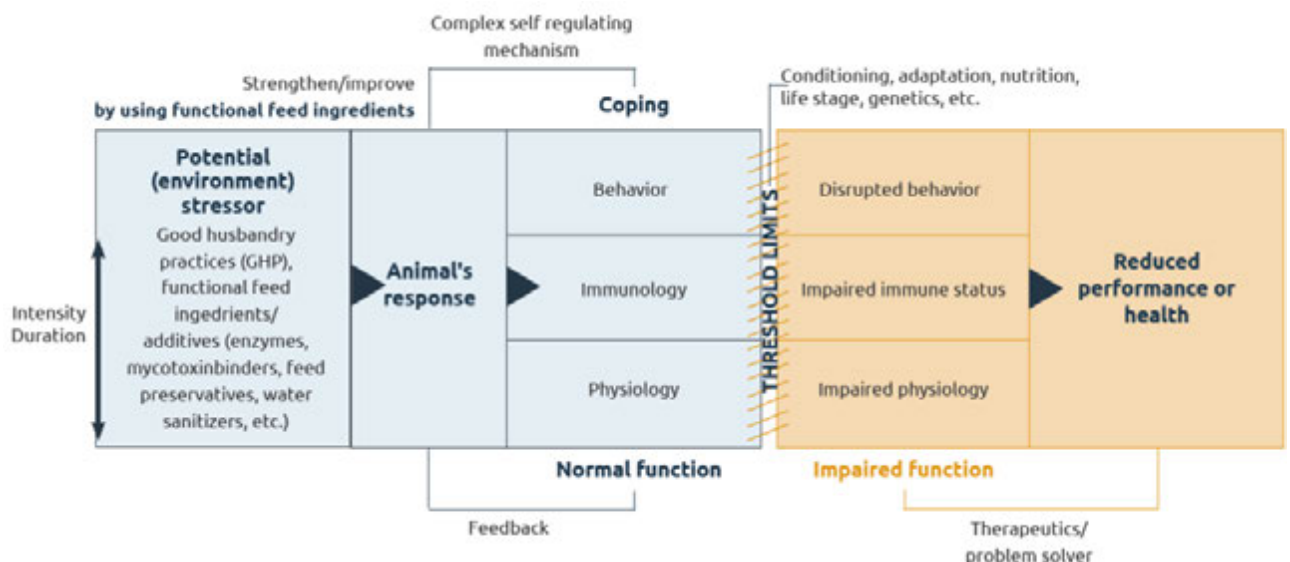 Complex self regulating
mechanism
Strengthen/improve
by using functional feed ingredients
Coping
Conditioning, adaptation, nutrition,
life stage, genetics, etc.
Potential
(environment)
stressor
Good husbandry
practices (GHP),
functional feed
ingedrients/
additives (enzymes,
mycotoxinbinders, feed
preservatives, water
sanitizers, etc.)
Intensity
Duration
Animal's
response
Behavior
Immunology
Physiology
THRESHOLD LIMITS
Disrupted behavior
Impaired immune status
Impaired physiology
Reduced
performance or
health
Normal function
Impaired function
Feedback
Therapeutics/
problem solver